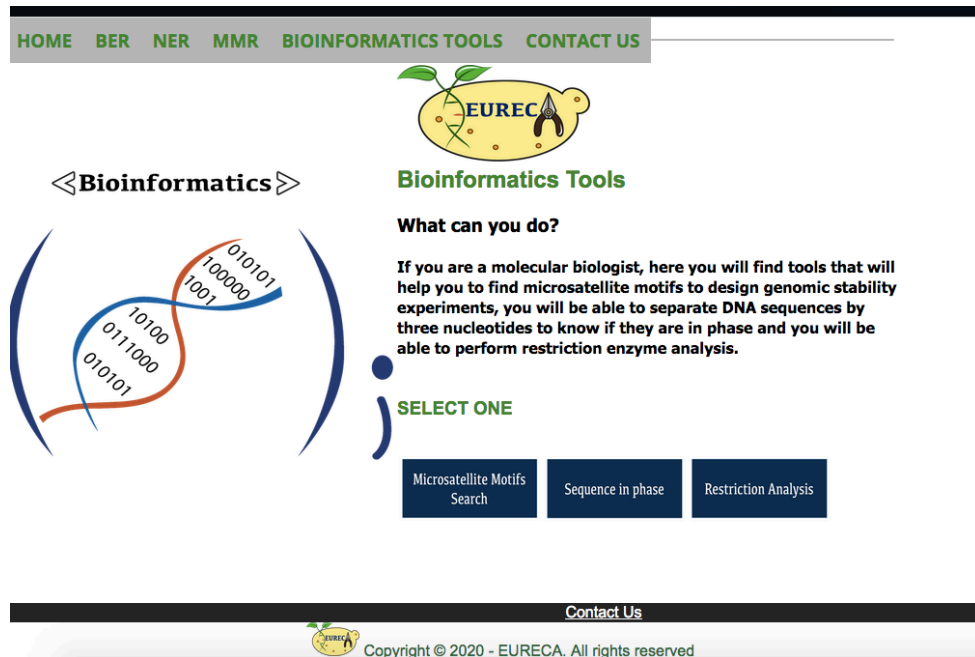 HOME BER NER MMR BIOINFORMATICS TOOLS CONTACT US
EUREC
<Bioinformatics>
010101
100000
1001
10100
0111000
010101
Bioinformatics Tools
What can you do?
If you are a molecular biologist, here you will find tools that will
help you to find microsatellite motifs to design genomic stability
experiments, you will be able to separate DNA sequences by
three nucleotides to know if they are in phase and you will be
able to perform restriction enzyme analysis.
SELECT ONE
Microsatellite Motifs
Search
Sequence in phase
Restriction Analysis
Contact Us
EUREC
Copyright © 2020 - EURECA. All rights reserved